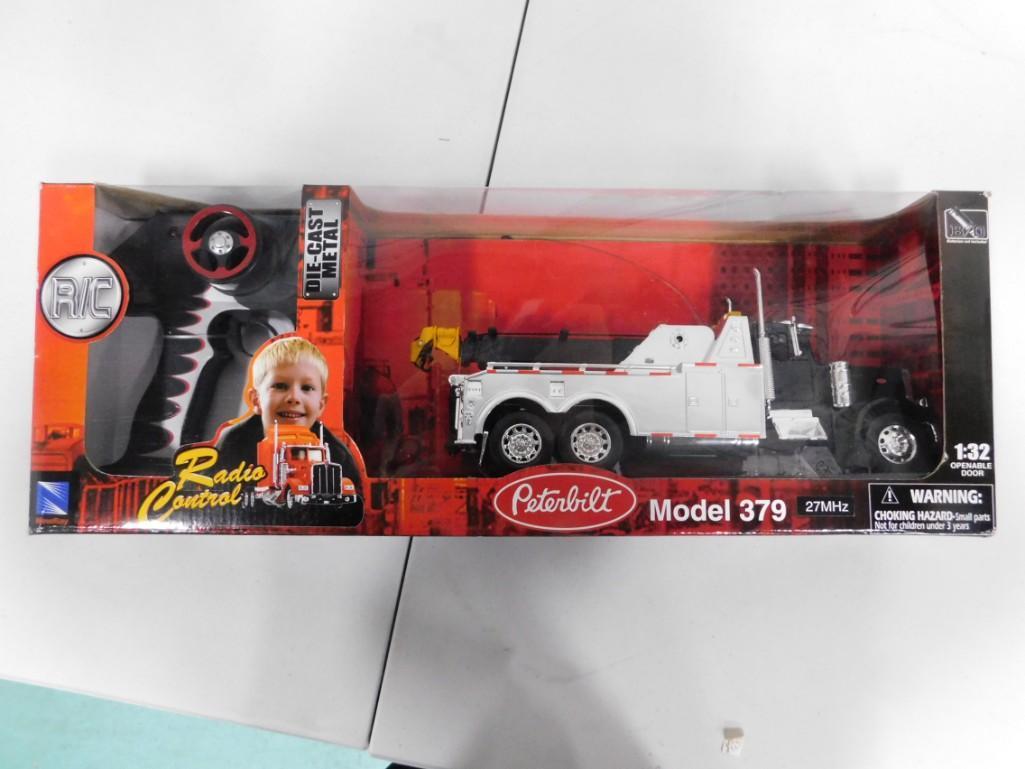 R/C
DIE-CAST
METAL
Radio
Control
Peterbilt
Model 379
27MHz
1:32
OPENABLE
DOOR
WARNING:
CHOKING HAZARD-Small parts
Not for children under 3 years